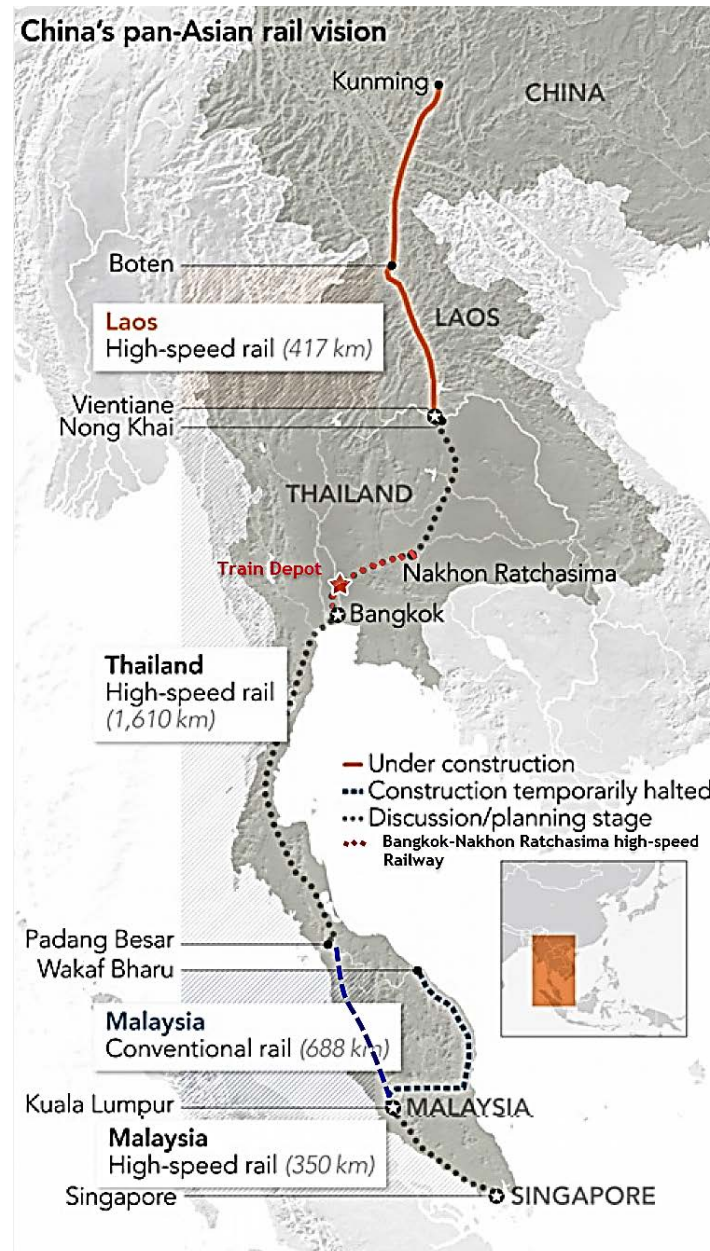 China's pan-Asian rail vision
Kunming
CHINA
Boten
LAOS
Laos
High-speed rail (417 km)
Vientiane
Nong Khai
THAILAND
Train Depot
Nakhon Ratchasima
Bangkok
Thailand
High-speed rail
(1,610 km)
Under construction
Construction temporarily halted
Discussion/planning stage
Bangkok-Nakhon Ratchasima high-speed
Railway
Padang Besar
Wakaf Bharu
Malaysia
Conventional rail (688 km)
Kuala Lumpur
MALAYSIA
Malaysia
High-speed rail (350 km)
Singapore
SINGAPORE